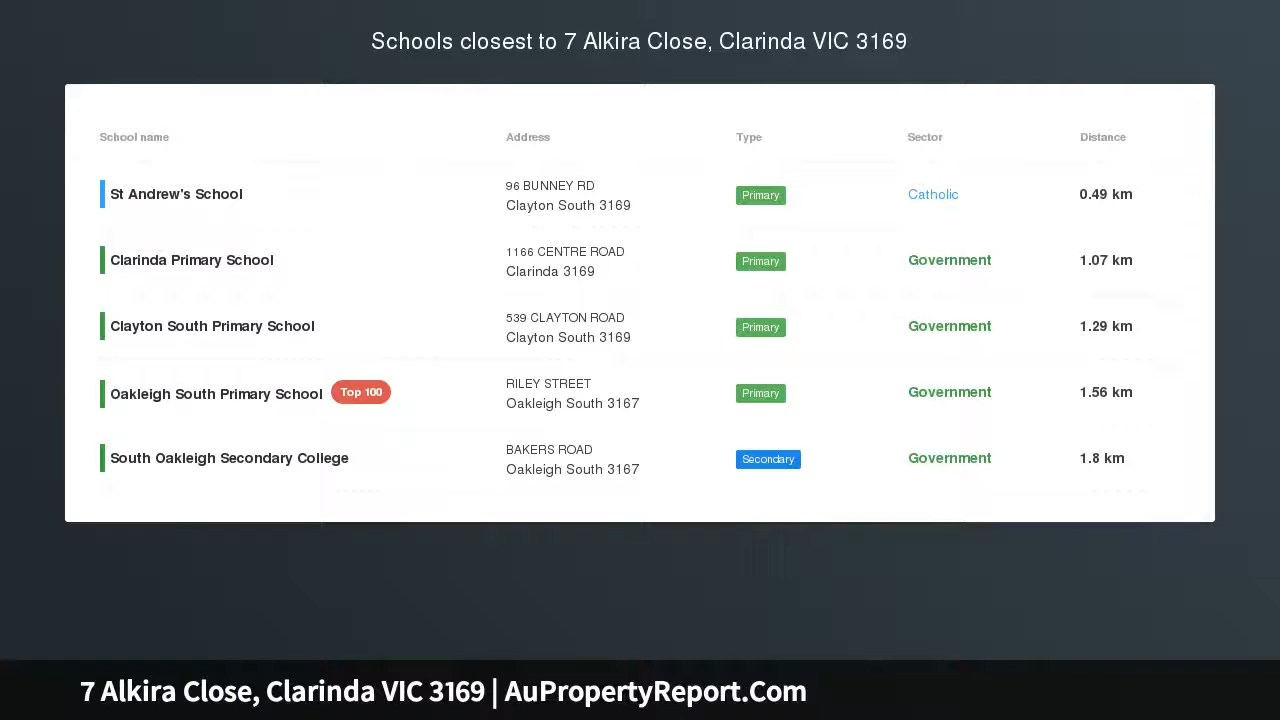 Schools closest to 7 Alkira Close, Clarinda VIC 3169
School name Address Type Sector Distance
St Andrew's School 96 BUNNEY RD Primary Catholic 0.49 km
Clayton South 3169
Clarinda Primary School 1166 CENTRE ROAD Primary Government 1.07 km
Clarinda 3169
Clayton South Primary School 539 CLAYTON ROAD Primary Government 1.29 km
Clayton South 3169
Oakleigh South Primary School Top 100 RILEY STREET Primary Government 1.56 km
Oakleigh South 3167
South Oakleigh Secondary College BAKERS ROAD Secondary Government 1.8 km
Oakleigh South 3167
7 Alkira Close, Clarinda VIC 3169 | AuPropertyReport.Com